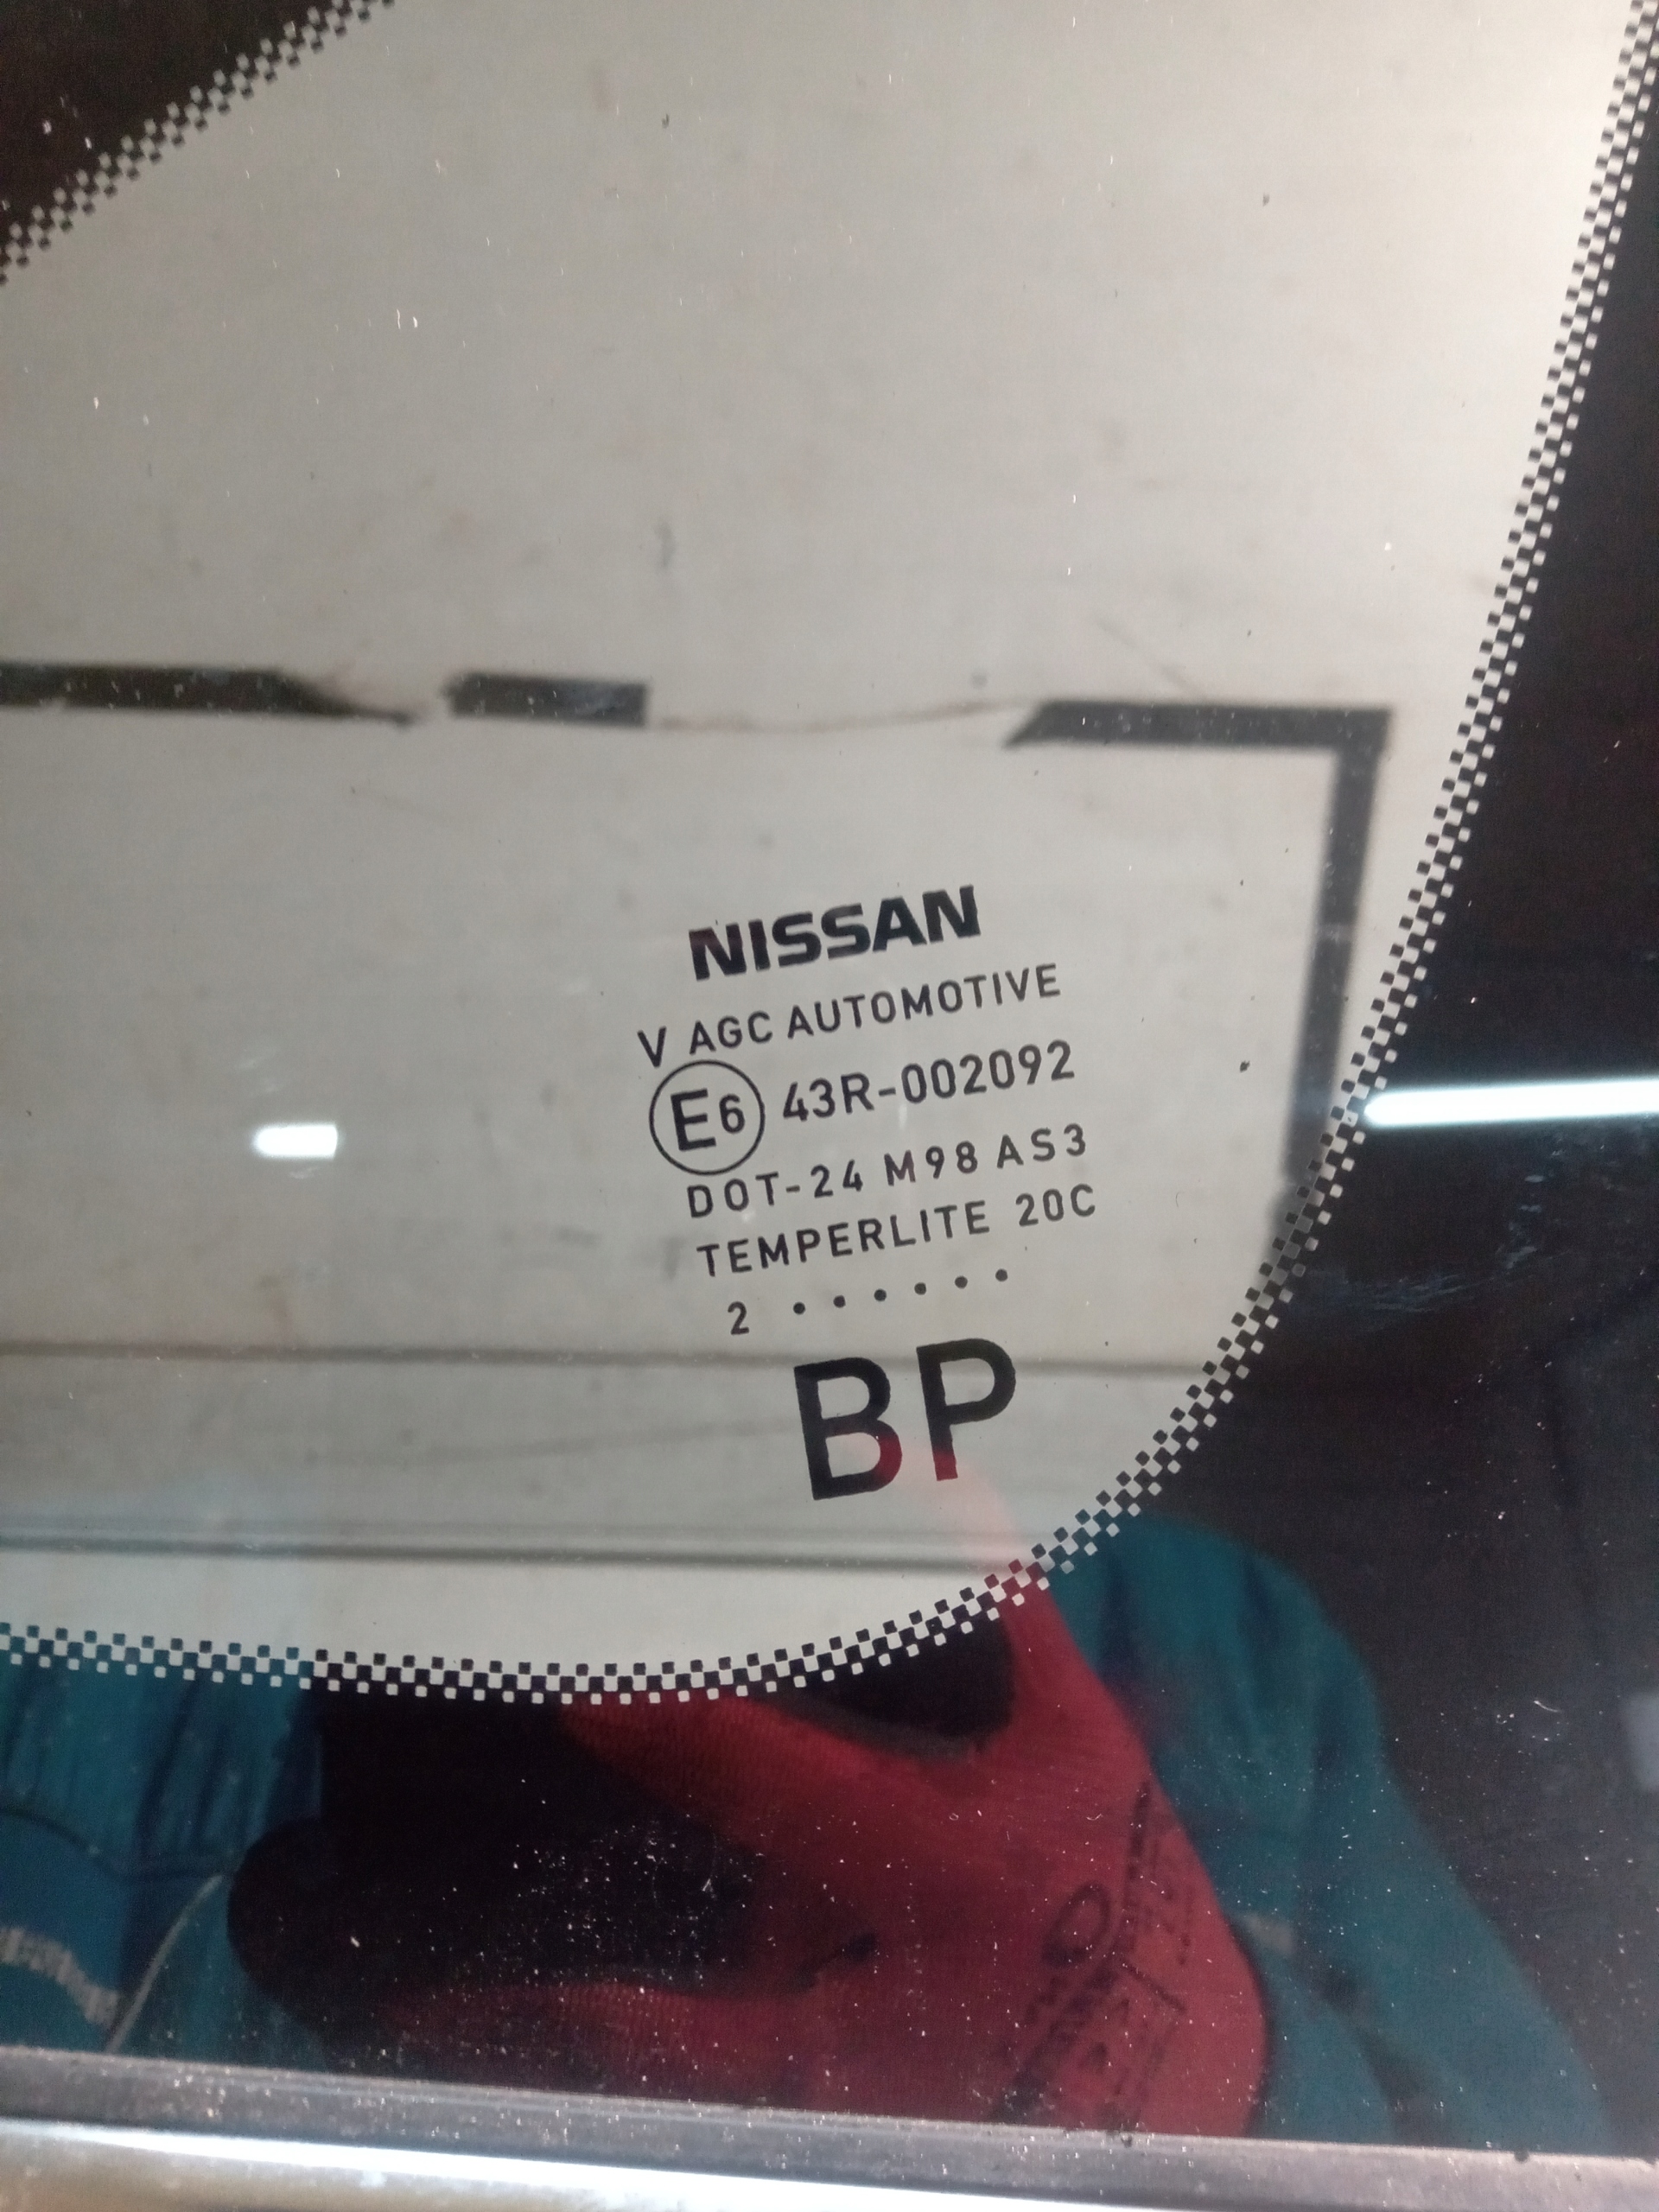 NISSAN
V AGC AUTOMOTIVE
E6 43R-002092
DOT-24 M98 AS3
TEMPERLITE 20C
2 • • • • • •
BP